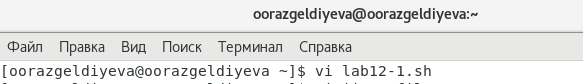 oorazgeldiyeva@oorazgeldiyeva:~
Файл Правка Вид Поиск Терминал Справка
[oorazgeldiyeva@oorazgeldiyeva ~]$ vi lab12-1.sh